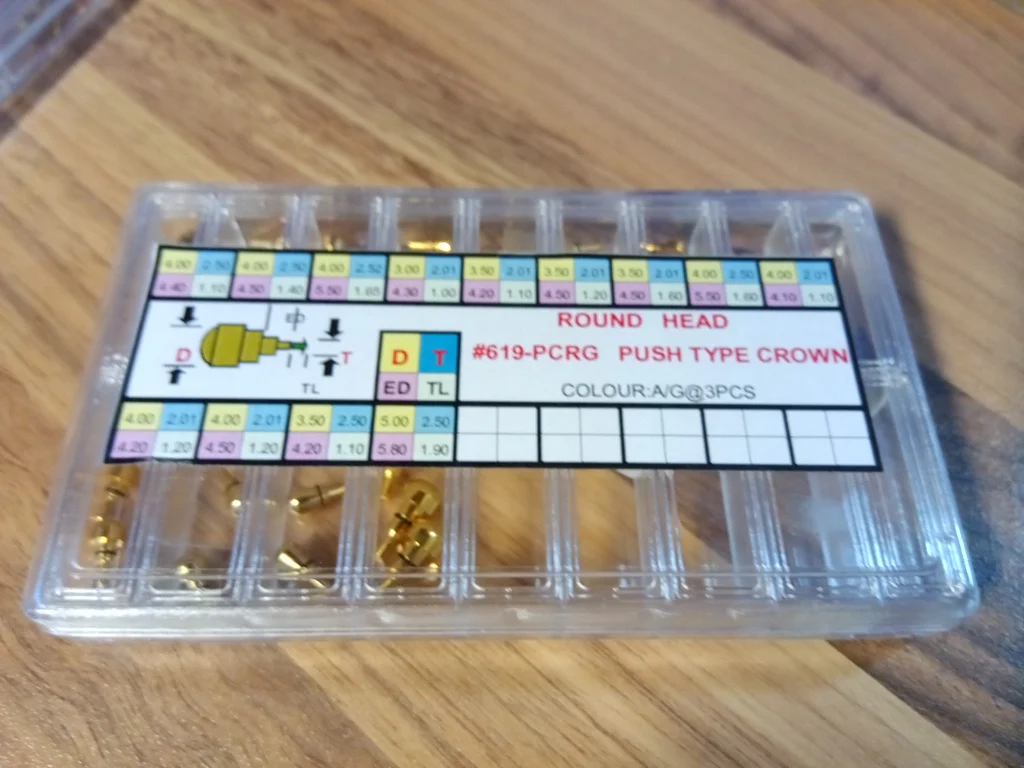 4.00 2.50 4.00 2.50 4.00 2.52 3.00 2.01 3.50 2.01 3.50 2.01 3.50 2.01 4.00 2.50 4.00 2.01
4.40 1.10 4.50 1.40 5.50 1.85 4.30 1.00 4.20 1.10 4.50 1.20 4.50 1.60 5.50 1.60 4.10 1.10
ROUND HEAD
ED
D T
TL
D T
ED TL
#619-PCRG PUSH TYPE CROWN
COLOUR:A/G@3PCS
4.00 2.01 4.00 2.01 3.50 2.50 5.00 2.50
4.20 1.20 4.50 1.20 4.20 1.10 5.80 1.90